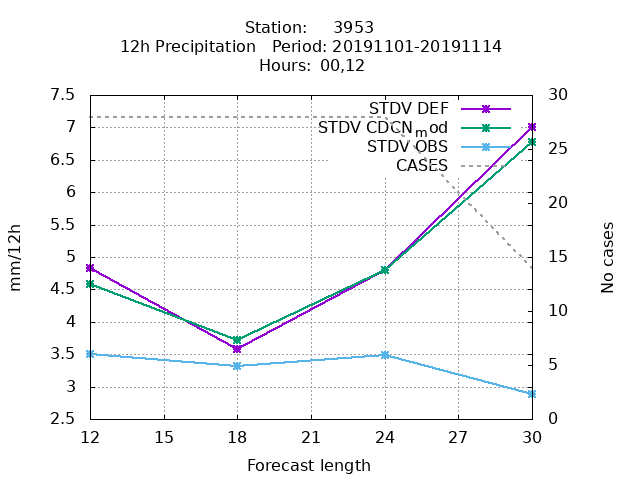 Station: 3953
12h Precipitation Period: 20191101-20191114
Hours: 00,12
7.5
7
6.5
6
5.5
5
4.5
4
3.5
3
2.5
mm/12h
STDV DEF
STDV CDCN_mod
STDV OBS
CASES
30
25
20
15
10
5
0
No cases
12 15 18 21 24 27 30
Forecast length